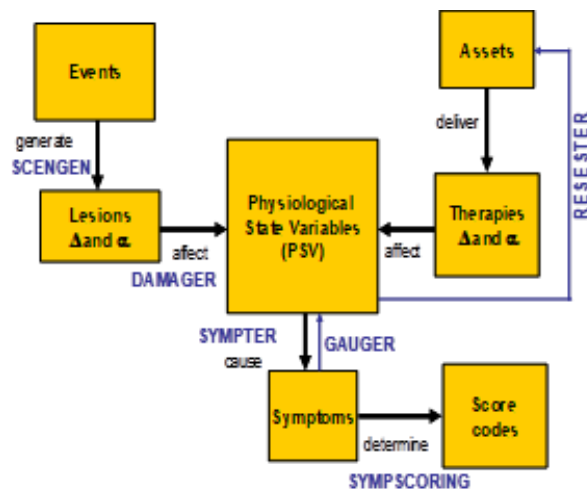 Events
Assets
generate
SCENGEN
deliver
RESESTER
Lesions
Δ and α
affect
DAMAGER
Physiological
State Variables
(PSV)
Therapies
Δ and α
affect
SYMPTER
cause
GAUGER
Symptoms
determine
SYMPSCORING
Score
codes